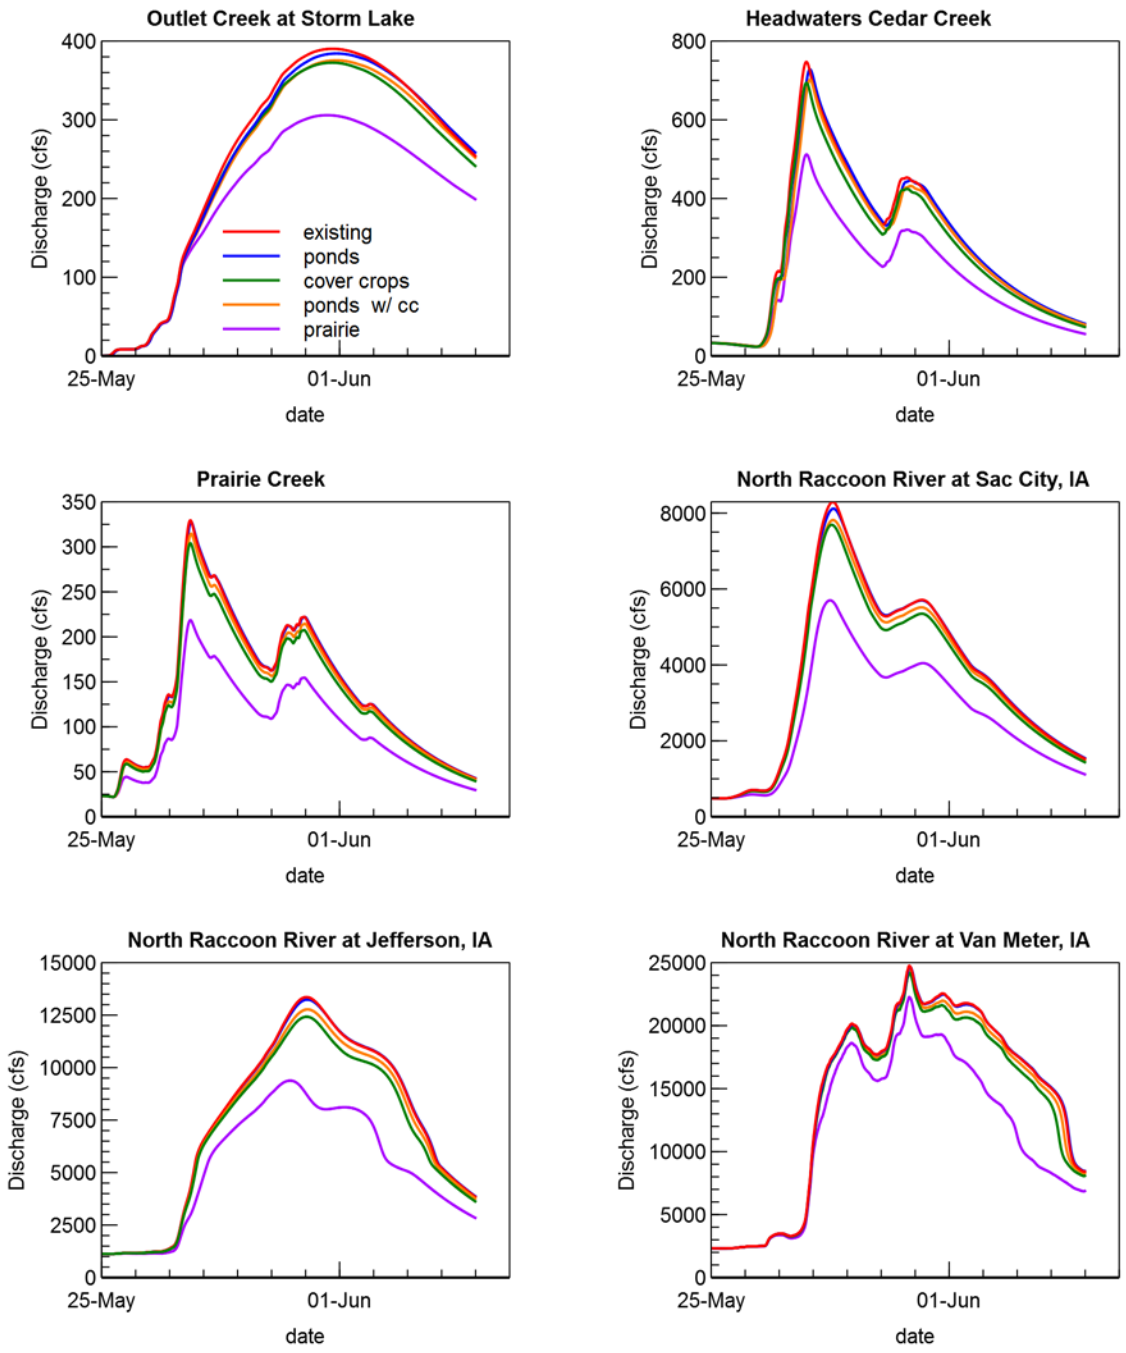 Outlet Creek at Storm Lake
400
300
200
100
0
Discharge (cfs)
existing
ponds
cover crops
ponds w/ cc
prairie
25-May
01-Jun
date
Headwaters Cedar Creek
800
600
400
200
0
Discharge (cfs)
25-May
01-Jun
date
Prairie Creek
350
300
250
200
150
100
50
0
Discharge (cfs)
25-May
01-Jun
date
North Raccoon River at Sac City, IA
8000
6000
4000
2000
0
Discharge (cfs)
25-May
01-Jun
date
North Raccoon River at Jefferson, IA
15000
12500
10000
7500
5000
2500
0
Discharge (cfs)
25-May
01-Jun
date
North Raccoon River at Van Meter, IA
25000
20000
15000
10000
5000
0
Discharge (cfs)
25-May
01-Jun
date